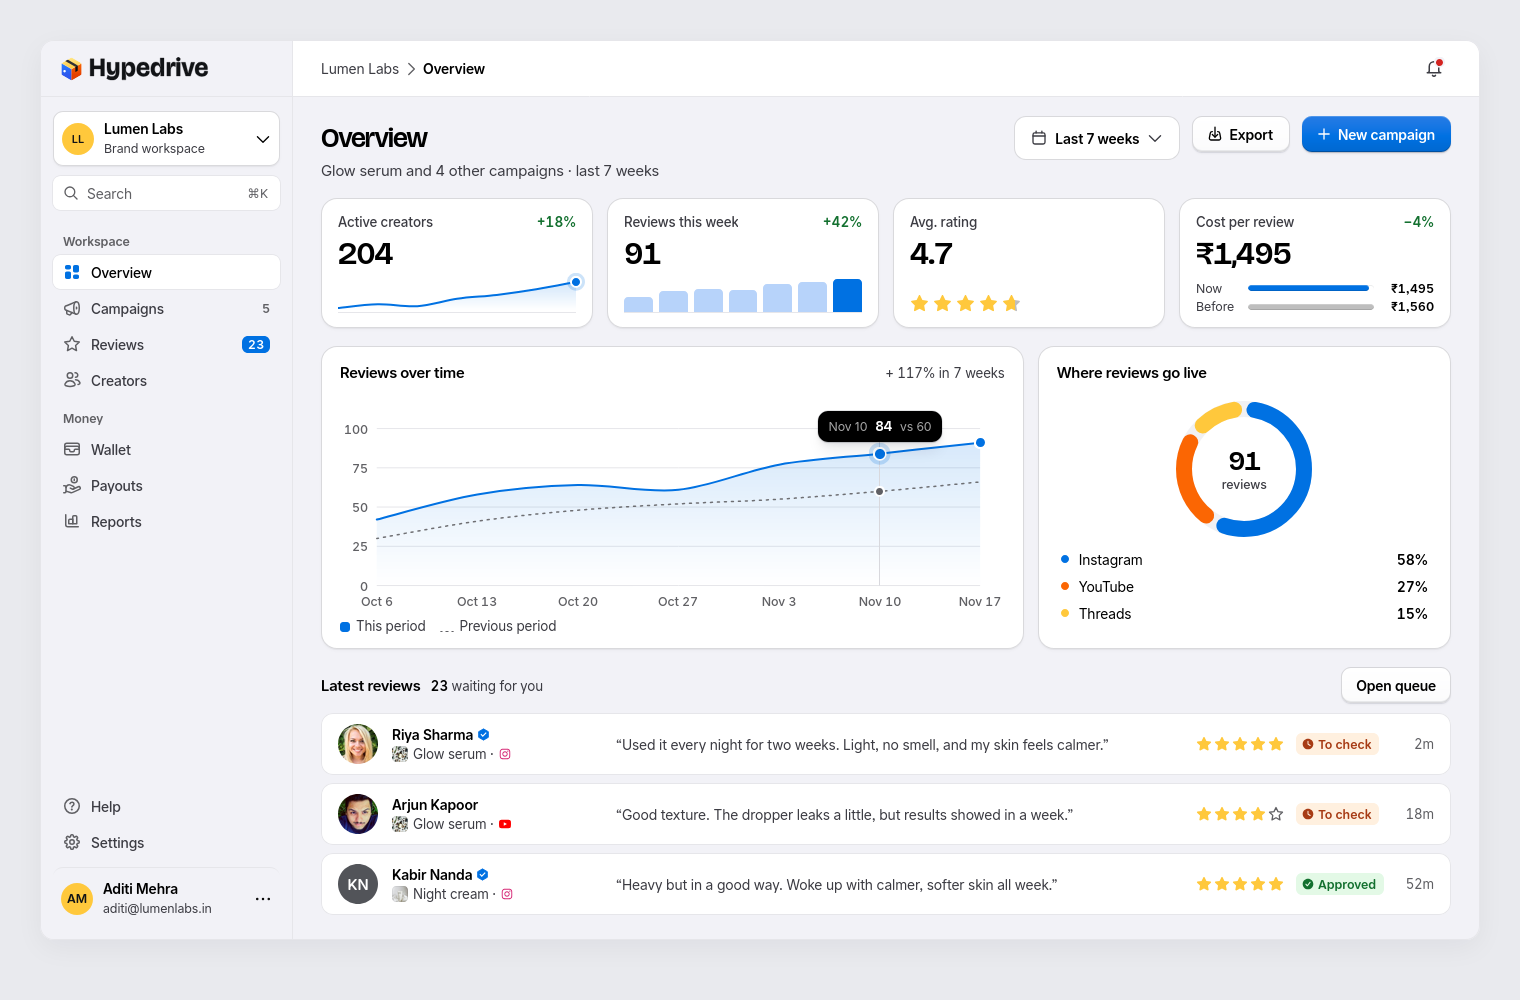 Hypedrive
Lumen Labs
Overview
LL
Lumen Labs
Brand workspace
Search
⌘K
Workspace
Overview
Campaigns
5
Reviews
23
Creators
Money
Wallet
Payouts
Reports
Help
Settings
AM
Aditi Mehra
aditi@lumenlabs.in
Overview
Glow serum and 4 other campaigns · last 7 weeks
Last 7 weeks
Export
New campaign
Active creators
+18%
204
Reviews this week
+42%
91
Avg. rating
4.7
Cost per review
−4%
₹1,495
Now
₹1,495
Before
₹1,560
Reviews over time
+ 117% in 7 weeks
Nov 10 84 vs 60
100
75
50
25
0
Oct 6
Oct 13
Oct 20
Oct 27
Nov 3
Nov 10
Nov 17
This period
Previous period
Where reviews go live
91
reviews
Instagram
58%
YouTube
27%
Threads
15%
Latest reviews
23 waiting for you
Open queue
Riya Sharma
Glow serum ·
“Used it every night for two weeks. Light, no smell, and my skin feels calmer.”
To check
2m
Arjun Kapoor
Glow serum ·
“Good texture. The dropper leaks a little, but results showed in a week.”
To check
18m
KN
Kabir Nanda
Night cream ·
“Heavy but in a good way. Woke up with calmer, softer skin all week.”
Approved
52m